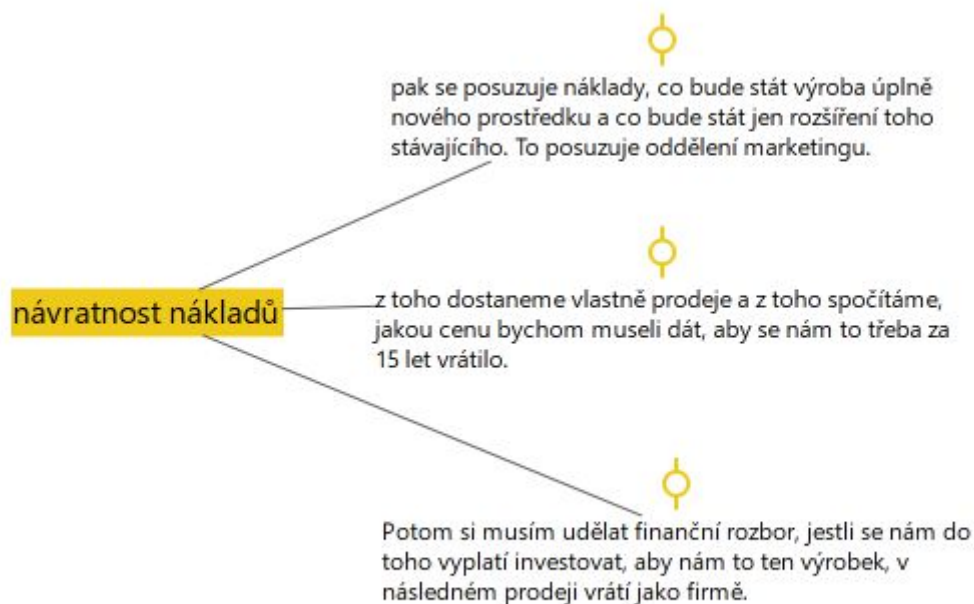 pak se posuzuje náklady, co bude stát výroba úplně
nového prostředku a co bude stát jen rozšíření toho
stávajícího. To posuzuje oddělení marketingu.
návratnost nákladů
z toho dostaneme vlastně prodeje a z toho spočítáme,
jakou cenu bychom museli dát, aby se nám to třeba za
15 let vrátilo.
Potom si musím udělat finanční rozbor, jestli se nám do
toho vyplatí investovat, aby nám to ten výrobek, v
následném prodeji vrátí jako firmě.